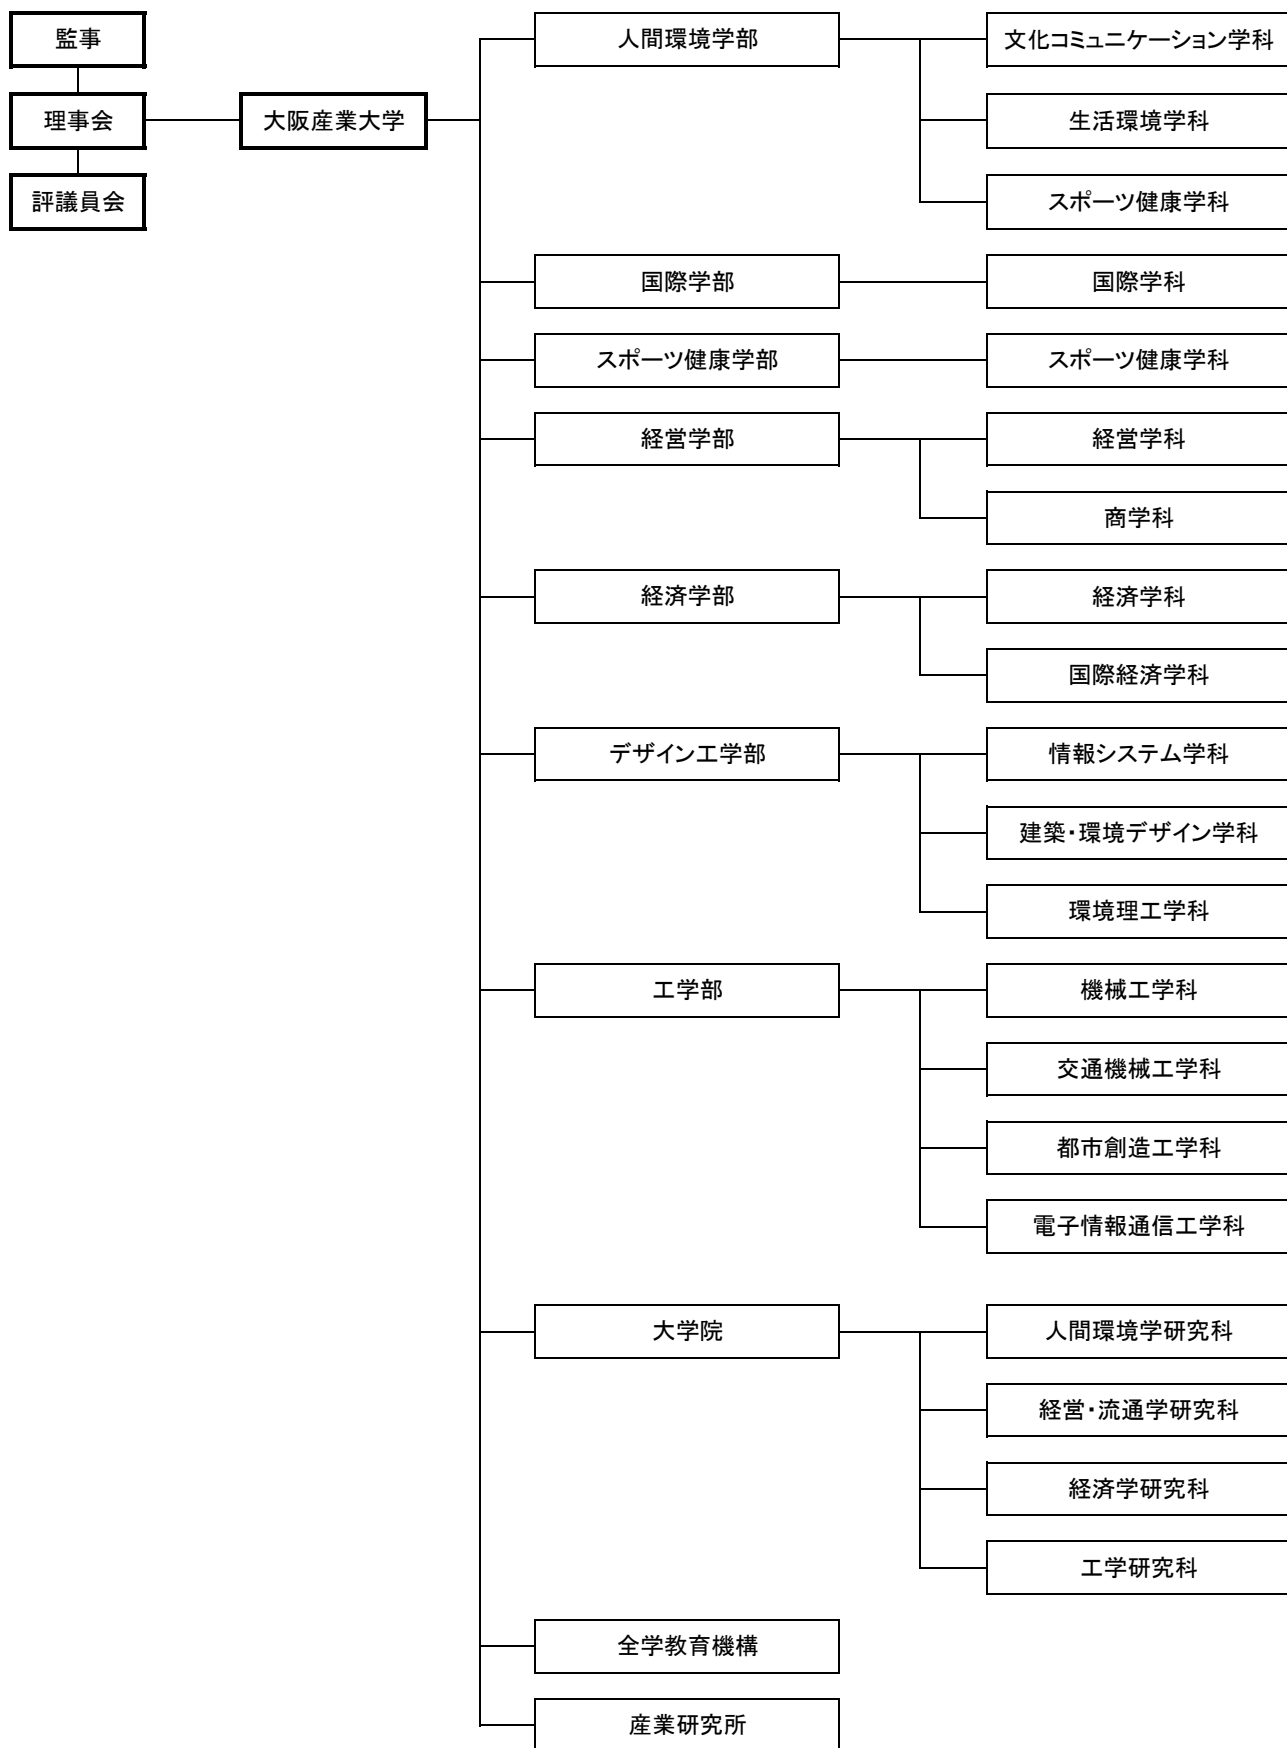 監事
理事会
評議員会
大阪産業大学
人間環境学部
文化コミュニケーション学科
生活環境学科
スポーツ健康学科
国際学部
国際学科
スポーツ健康学部
スポーツ健康学科
経営学部
経営学科
商学科
経済学部
経済学科
国際経済学科
デザイン工学部
情報システム学科
建築・環境デザイン学科
環境理工学科
工学部
機械工学科
交通機械工学科
都市創造工学科
電子情報通信工学科
大学院
人間環境学研究科
経営・流通学研究科
経済学研究科
工学研究科
全学教育機構
産業研究所